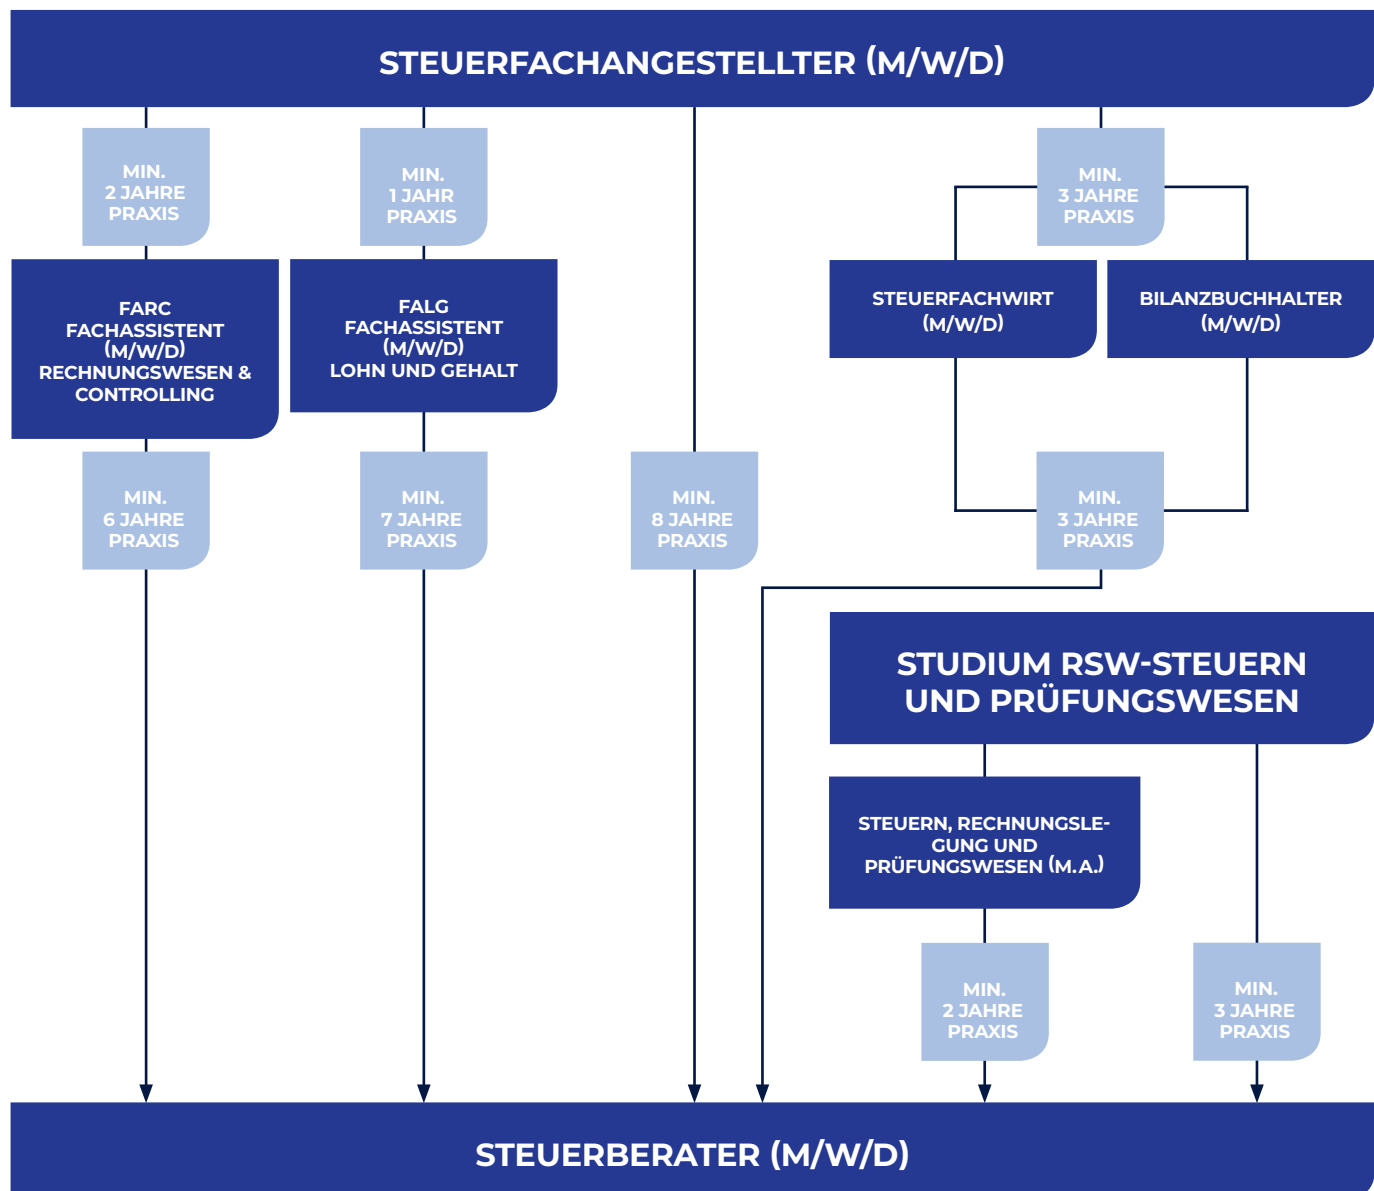 STEUERFACHANGESTELLTER (M/W/D)
MIN.
2 JAHRE
PRAXIS
MIN.
1 JAHR
PRAXIS
MIN.
3 JAHRE
PRAXIS
FARC
FACHASSISTENT
(M/W/D)
RECHNUNGSWESEN &
CONTROLLING
FALG
FACHASSISTENT
(M/W/D)
LOHN UND GEHALT
STEUERFACHWIRT
(M/W/D)
BILANZBUCHHALTER
(M/W/D)
MIN.
6 JAHRE
PRAXIS
MIN.
7 JAHRE
PRAXIS
MIN.
8 JAHRE
PRAXIS
MIN.
3 JAHRE
PRAXIS
STUDIUM RSW-STEUERN
UND PRÜFUNGSWESEN
STEUERN, RECHNUNGSLE-
GUNG UND
PRÜFUNGSWESEN (M.A.)
MIN.
2 JAHRE
PRAXIS
MIN.
3 JAHRE
PRAXIS
STEUERBERATER (M/W/D)